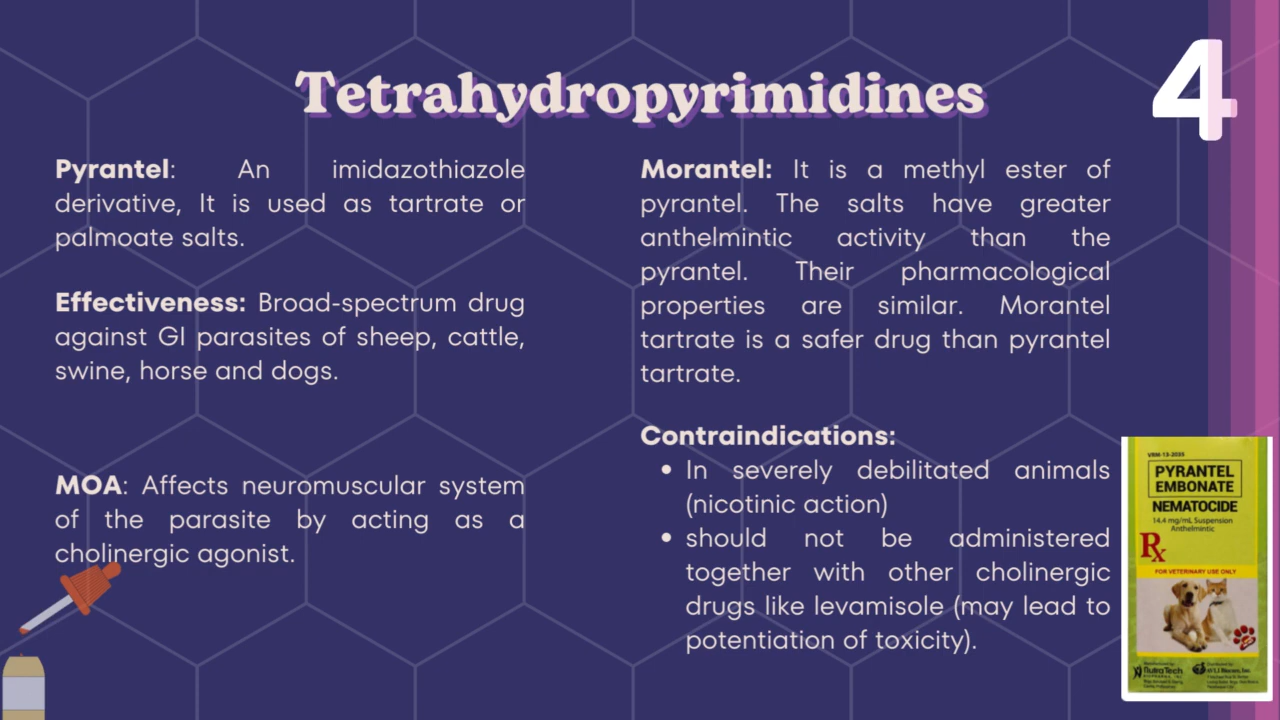 4
Tetrahydropyrimidines
Pyrantel: An imidazothiazole
derivative, It is used as tartrate or
palmoate salts.
Effectiveness: Broad-spectrum drug
against GI parasites of sheep, cattle,
swine, horse and dogs.
MOA: Affects neuromuscular system
of the parasite by acting as a
cholinergic agonist.
Morantel: It is a methyl ester of
pyrantel. The salts have greater
anthelmintic activity than the
pyrantel. Their pharmacological
properties are similar. Morantel
tartrate is a safer drug than pyrantel
tartrate.
Contraindications:
• In severely debilitated animals
(nicotinic action)
• should not be administered
together with other cholinergic
drugs like levamisole (may lead to
potentiation of toxicity).
VRM-13-2035
PYRANTEL
EMBONATE
NEMATOCIDE
14.4 mg/mL Suspension
Anthelmintic
Rx
FOR VETERINARY USE ONLY
NutraTech